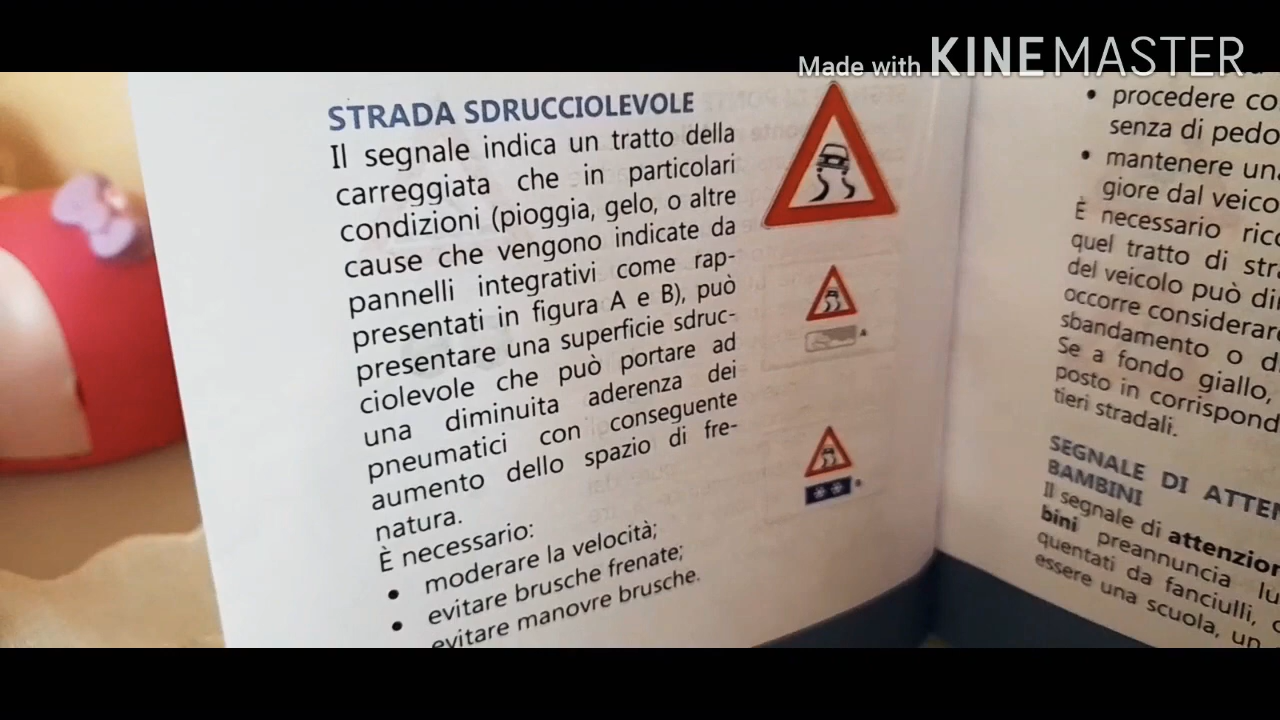 Made with KINEMASTER
STRADA SDRUCCIOLEVOLE
Il segnale indica un tratto della
carreggiata che in particolari
condizioni (pioggia, gelo, o altre
cause che vengono indicate da
pannelli integrativi come rap-
presentati in figura A e B), può
presentare una superficie sdruc-
ciolevole che può portare ad
una diminuita aderenza dei
pneumatici con conseguente
aumento dello spazio di fre-
natura.
È necessario:
• moderare la velocità;
• evitare brusche frenate;
evitare manovre brusche.
• procedere co
senza di pedo
• mantenere una
giore dal veico
È necessario rico
quel tratto di stra
del veicolo può di
occorre considerar
sbandamento o d
Se a fondo giallo,
posto in corrispond
tieri stradali.
SEGNALE DI ATTEN
BAMBINI
Il segnale di attenzion
bini preannuncia lu
quentati da fanciulli, c
essere una scuola, un